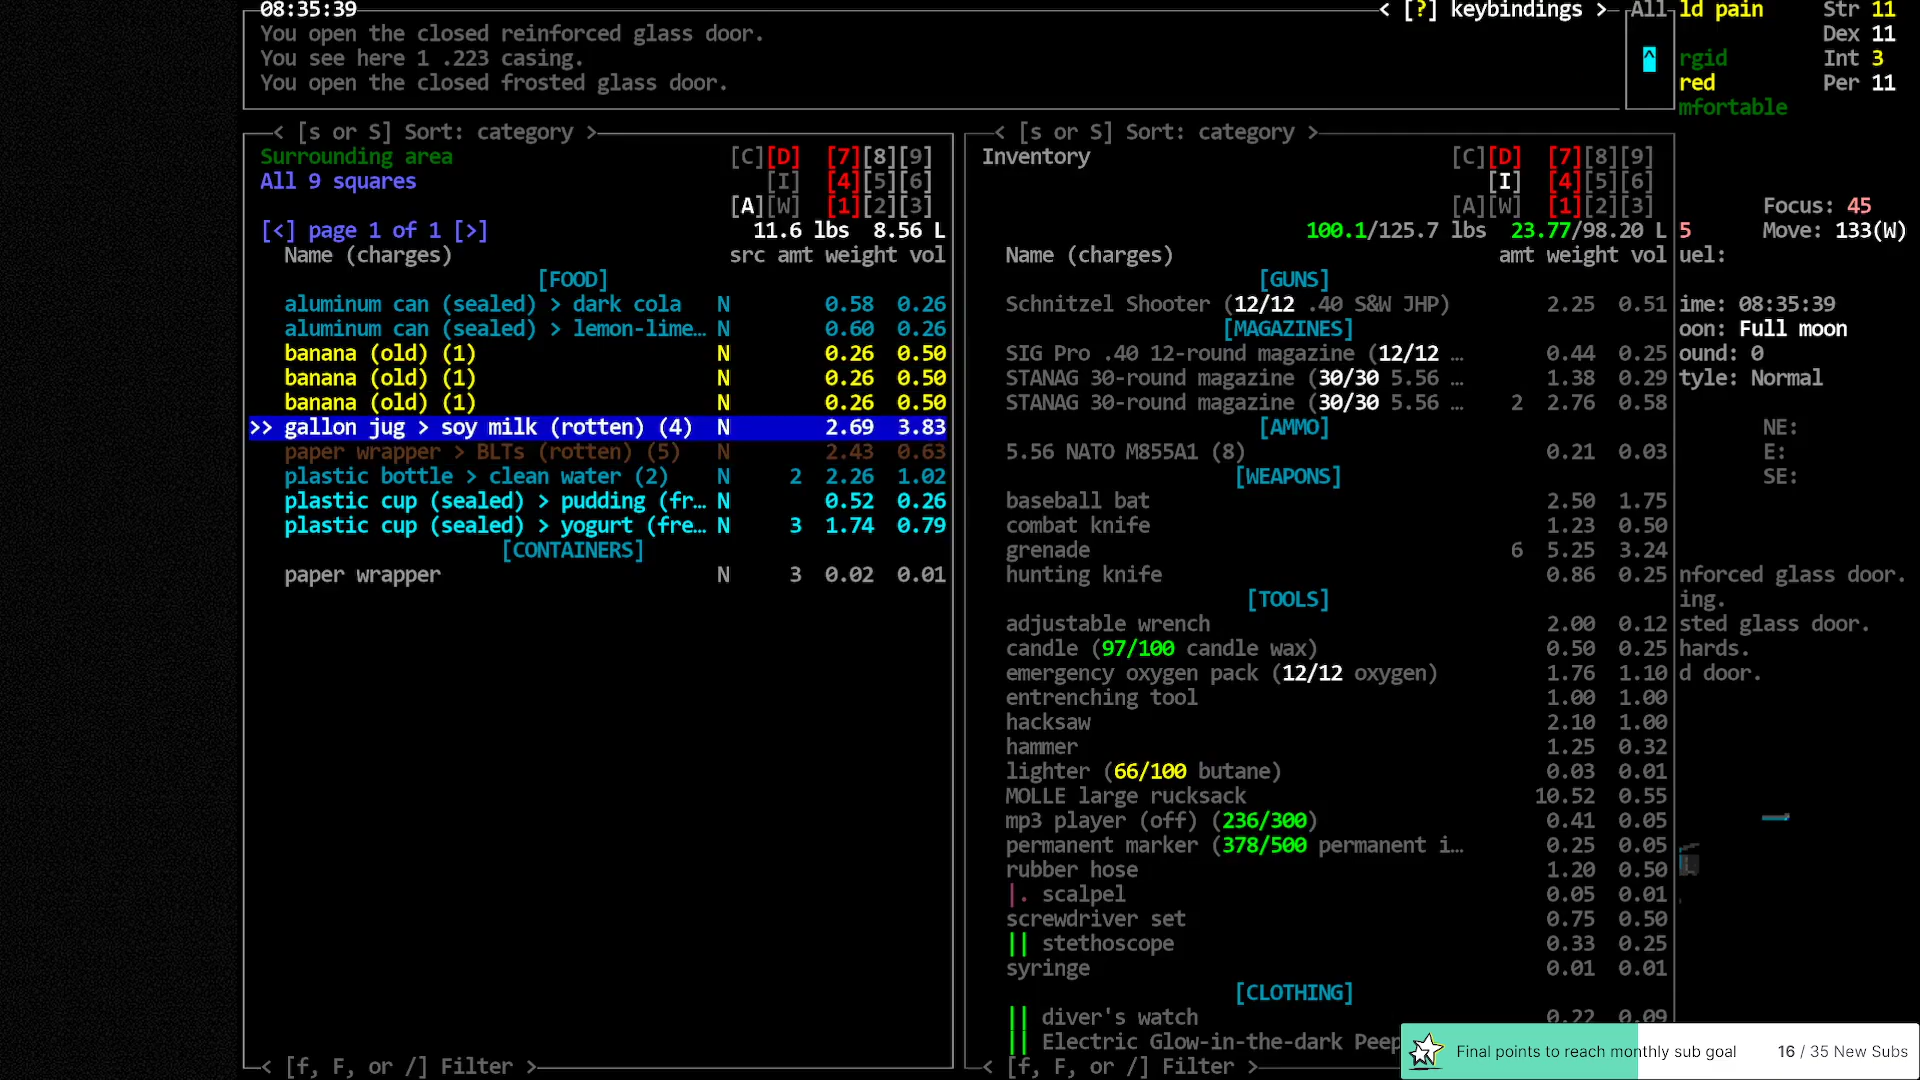 08:35:39 < [?] keybindings > All ld pain Str 11
You open the closed reinforced glass door. Dex 11
You see here 1 .223 casing. ^ rgid Int 3
You open the closed frosted glass door. red Per 11
mfortable
< [s or S] Sort: category > < [s or S] Sort: category >
Surrounding area [C][D] [7][8][9] Inventory [C][D] [7][8][9]
All 9 squares [I] [4][5][6] [I] [4][5][6]
[A][W] [1][2][3] [A][W] [1][2][3] Focus: 45
[<] page 1 of 1 [>] 11.6 lbs 8.56 L 100.1/125.7 lbs 23.77/98.20 L 5 Move: 133(W)
Name (charges) src amt weight vol Name (charges) amt weight vol uel:
[FOOD] [GUNS]
aluminum can (sealed) > dark cola N 0.58 0.26 Schnitzel Shooter (12/12 .40 S&W JHP) 2.25 0.51 ime: 08:35:39
aluminum can (sealed) > lemon-lime… N 0.60 0.26 [MAGAZINES] oon: Full moon
banana (old) (1) N 0.26 0.50 SIG Pro .40 12-round magazine (12/12 … 0.44 0.25 ound: 0
banana (old) (1) N 0.26 0.50 STANAG 30-round magazine (30/30 5.56 … 1.38 0.29 tyle: Normal
banana (old) (1) N 0.26 0.50 STANAG 30-round magazine (30/30 5.56 … 2 2.76 0.58
>> gallon jug > soy milk (rotten) (4) N 2.69 3.83 [AMMO] NE:
paper wrapper > BLTs (rotten) (5) N 2.43 0.63 5.56 NATO M855A1 (8) 0.21 0.03 E:
plastic bottle > clean water (2) N 2 2.26 1.02 [WEAPONS] SE:
plastic cup (sealed) > pudding (fr… N 0.52 0.26 baseball bat 2.50 1.75
plastic cup (sealed) > yogurt (fre… N 3 1.74 0.79 combat knife 1.23 0.50
[CONTAINERS] grenade 6 5.25 3.24
paper wrapper N 3 0.02 0.01 hunting knife 0.86 0.25 nforced glass door.
[TOOLS] ing.
adjustable wrench 2.00 0.12 sted glass door.
candle (97/100 candle wax) 0.50 0.25 hards.
emergency oxygen pack (12/12 oxygen) 1.76 1.10 d door.
entrenching tool 1.00 1.00
hacksaw 2.10 1.00
hammer 1.25 0.32
lighter (66/100 butane) 0.03 0.01
MOLLE large rucksack 10.52 0.55
mp3 player (off) (236/300) 0.41 0.05
permanent marker (378/500 permanent i… 0.25 0.05
rubber hose 1.20 0.50
|. scalpel 0.05 0.01
screwdriver set 0.75 0.50
|| stethoscope 0.33 0.25
syringe 0.01 0.01
[CLOTHING]
|| diver's watch 0.22 0.09
|| Electric Glow-in-the-dark Peep
< [f, F, or /] Filter > < [f, F, or /] Filter >
Final points to reach monthly sub goal 16 / 35 New Subs